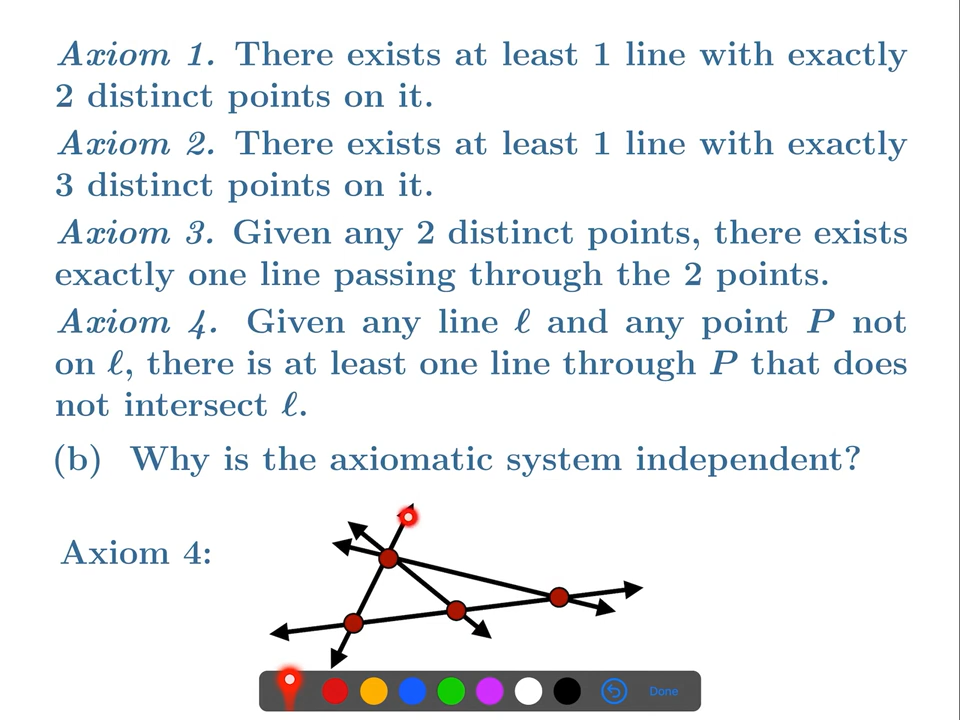 Axiom 1. There exists at least 1 line with exactly
2 distinct points on it.
Axiom 2. There exists at least 1 line with exactly
3 distinct points on it.
Axiom 3. Given any 2 distinct points, there exists
exactly one line passing through the 2 points.
Axiom 4. Given any line ℓ and any point P not
on ℓ, there is at least one line through P that does
not intersect ℓ.
(b) Why is the axiomatic system independent?
Axiom 4:
Done